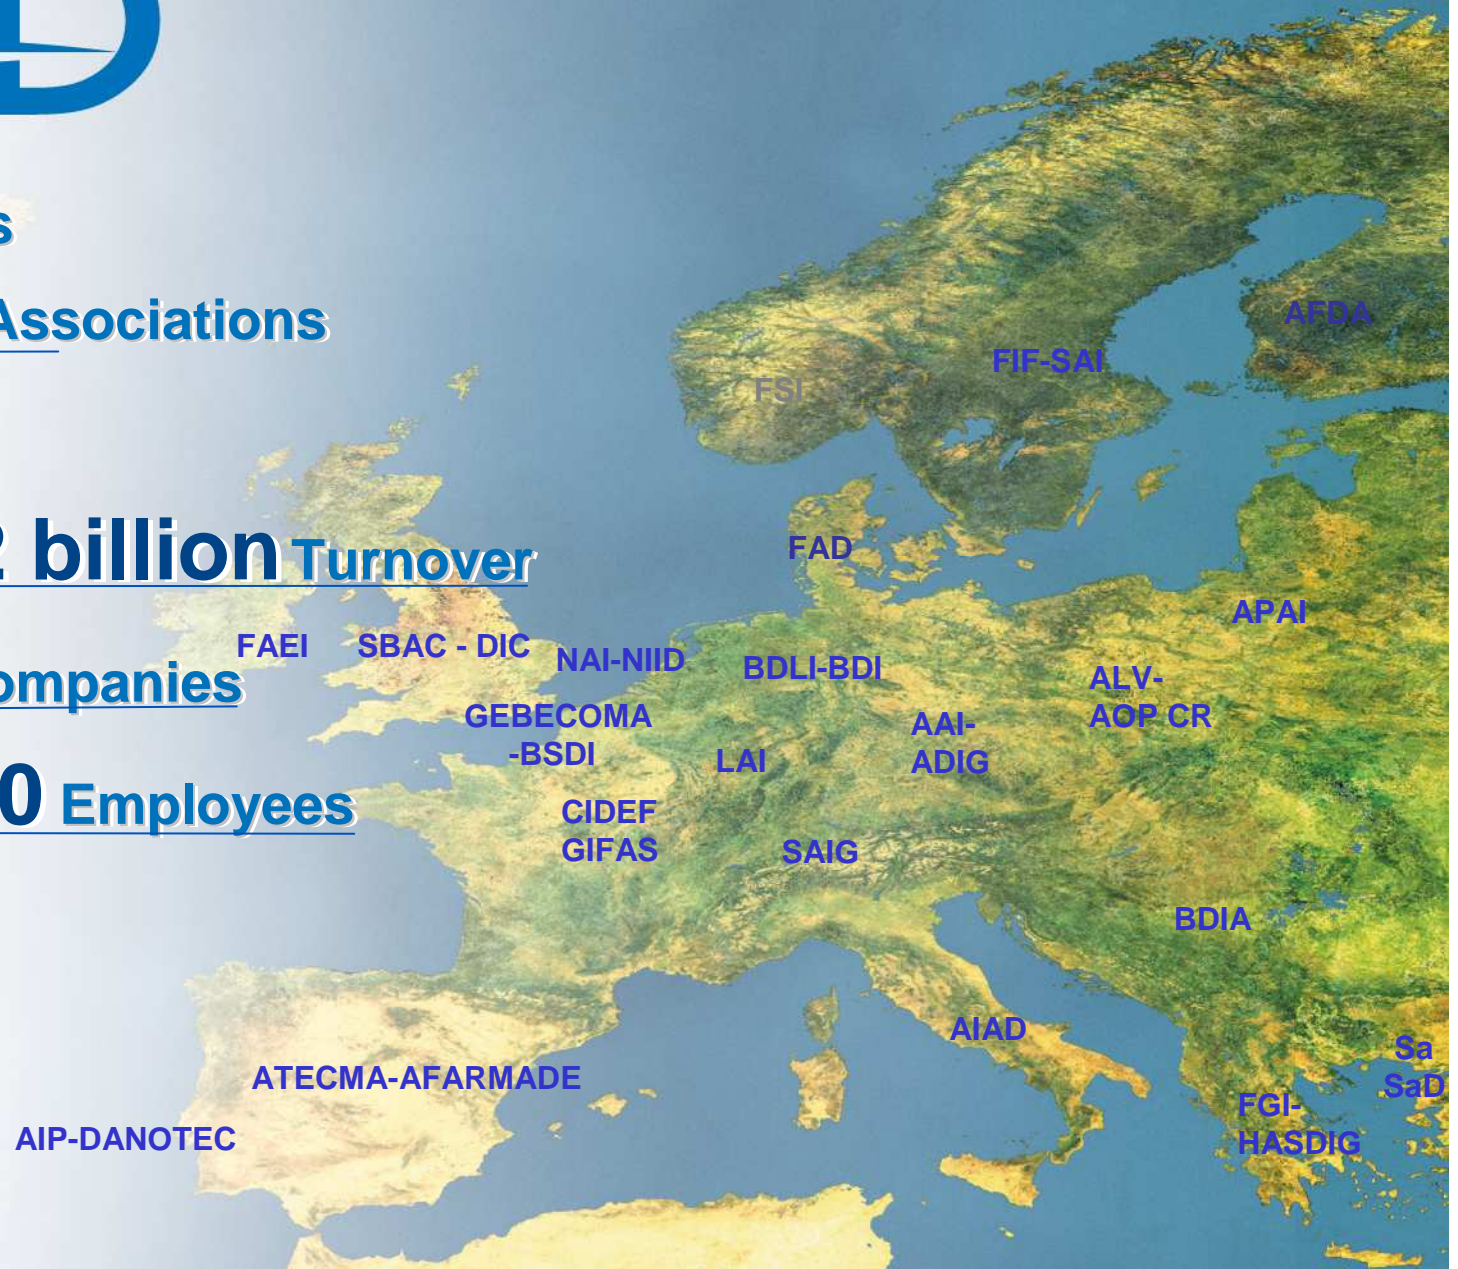 s
Associations
2 billion Turnover
ompanies
0 Employees
AFDA
FIF-SAI
FSI
FAD
APAI
FAEI
SBAC - DIC
NAI-NIID
BDLI-BDI
ALV-
AOP CR
GEBECOMA
-BSDI
AAI-
ADIG
LAI
CIDEF
GIFAS
SAIG
BDIA
AIAD
Sa
SaD
ATECMA-AFARMADE
FGI-
HASDIG
AIP-DANOTEC